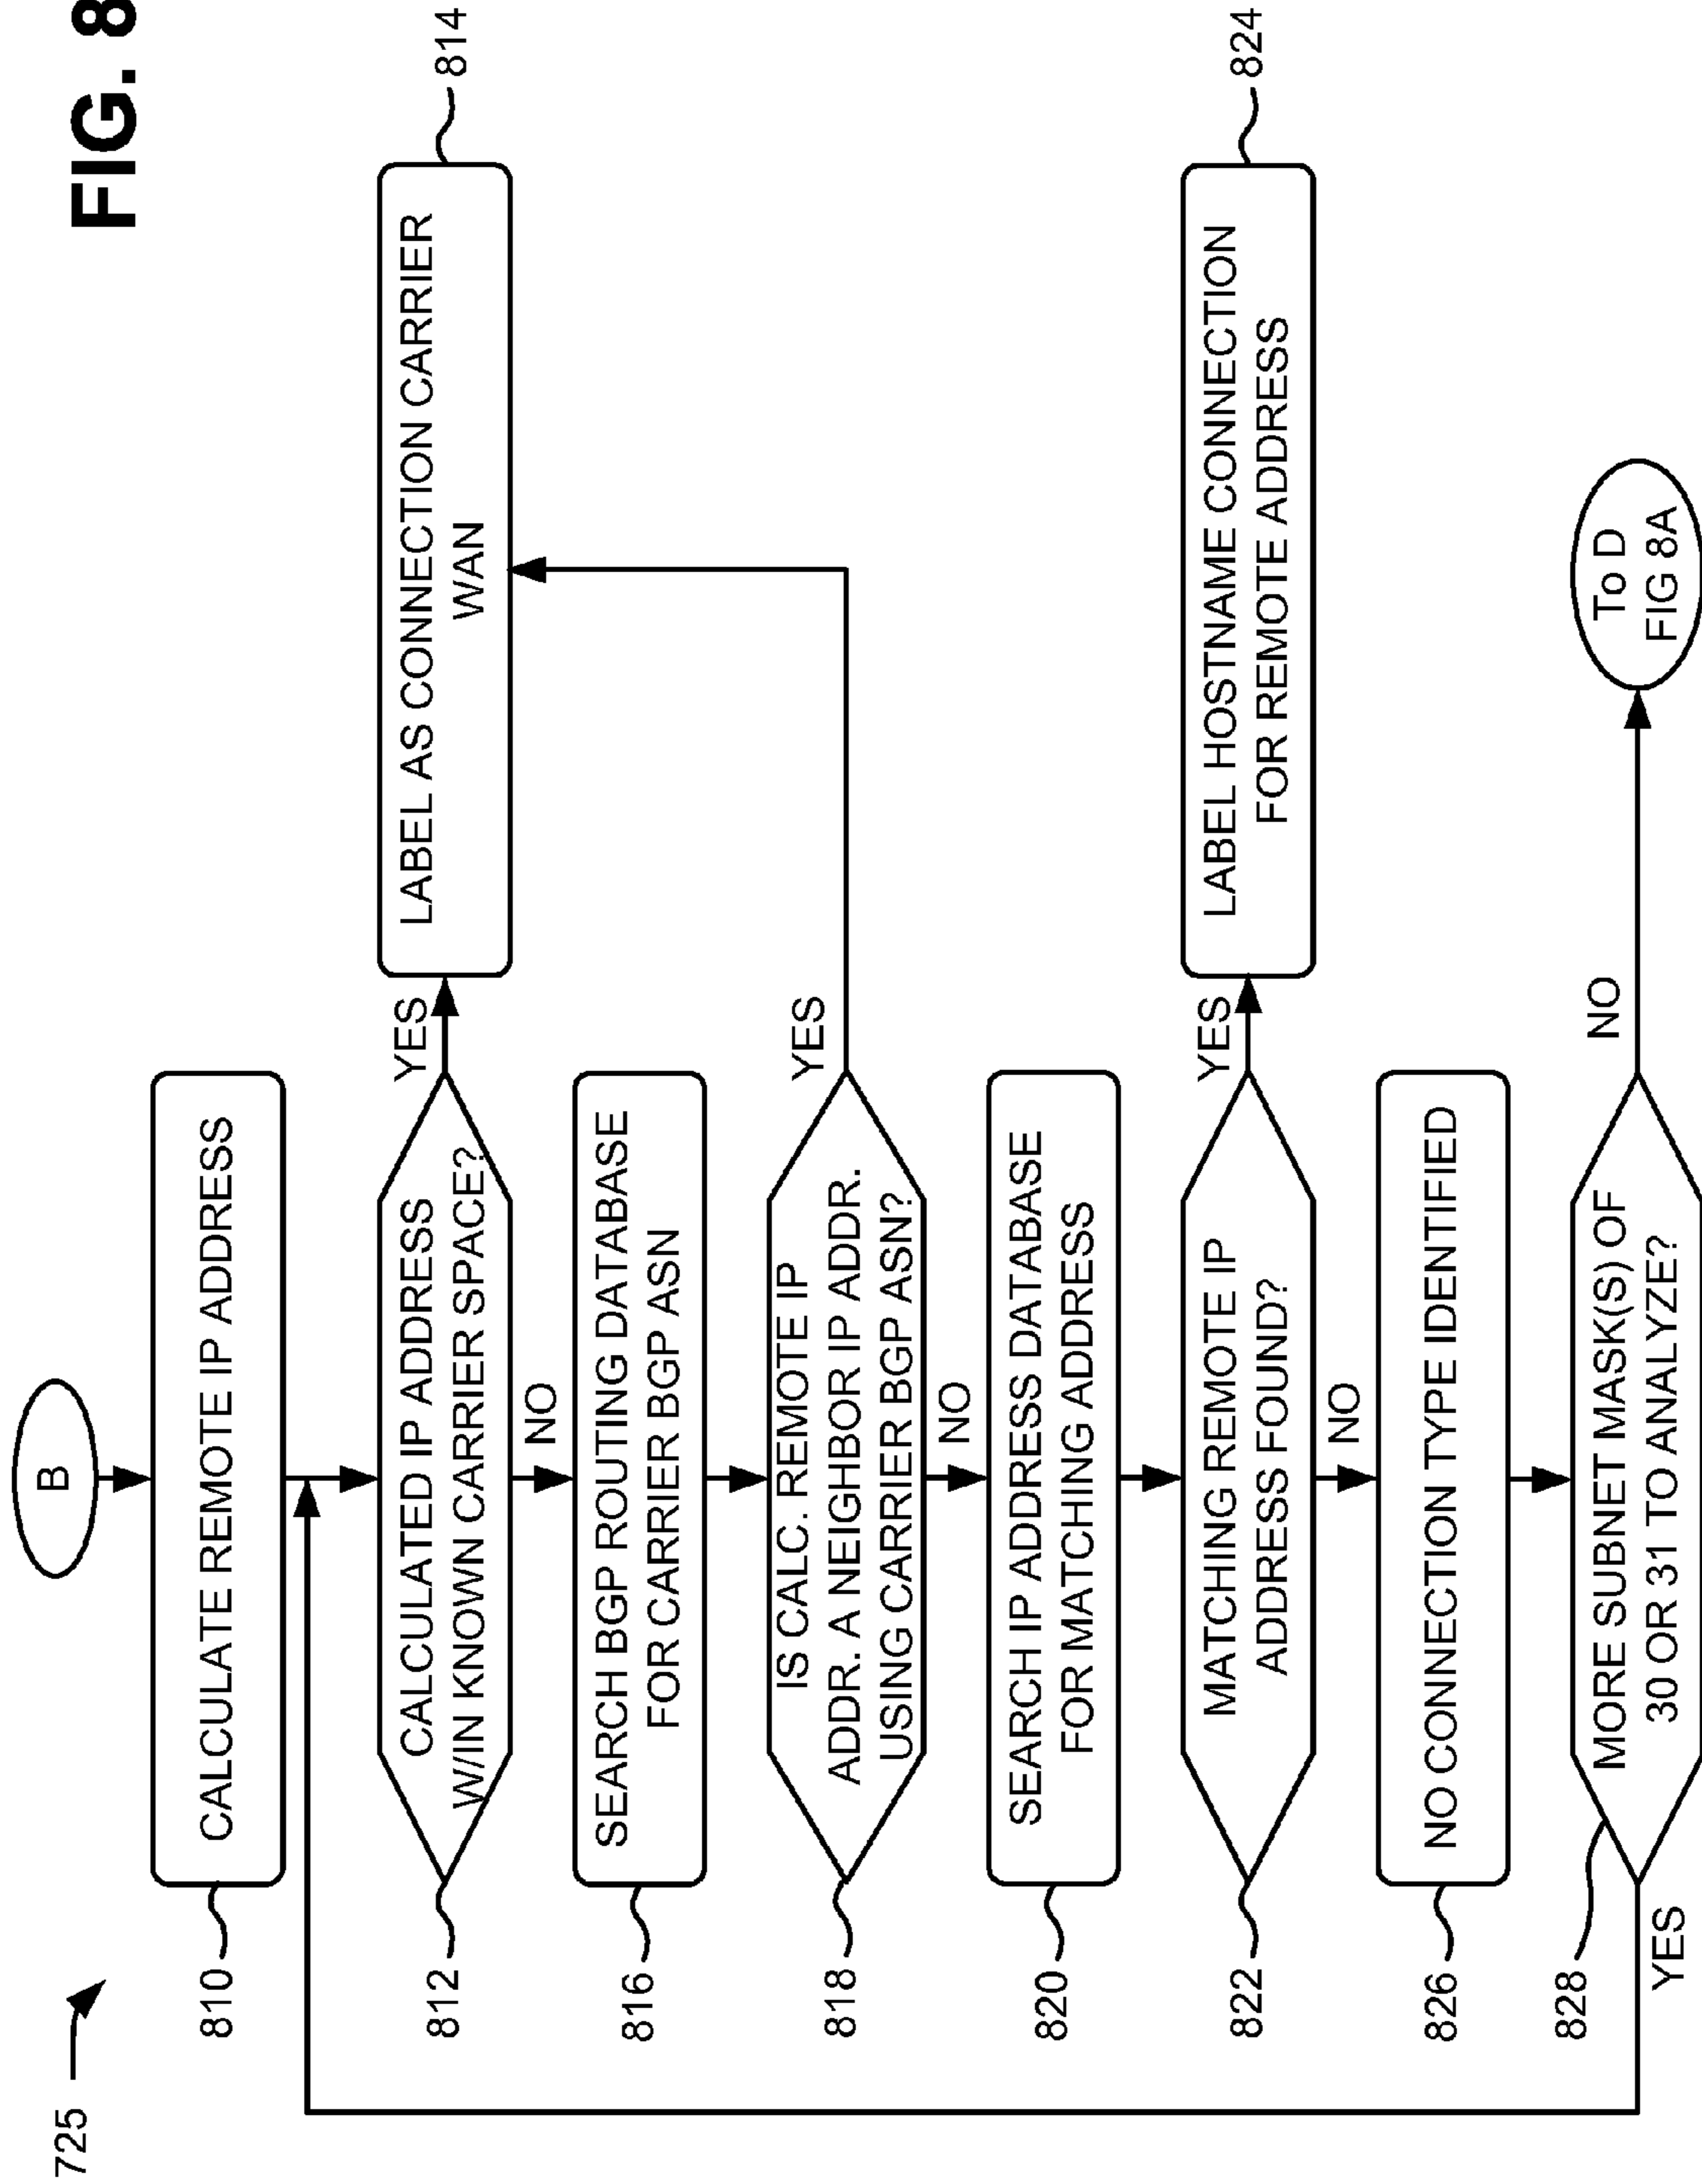 FIG. 8
725
B
810
CALCULATE REMOTE IP ADDRESS
812
CALCULATED IP ADDRESS
W/IN KNOWN CARRIER SPACE?
YES
LABEL AS CONNECTION CARRIER
WAN
814
NO
816
SEARCH BGP ROUTING DATABASE
FOR CARRIER BGP ASN
818
IS CALC. REMOTE IP
ADDR. A NEIGHBOR IP ADDR.
USING CARRIER BGP ASN?
YES
NO
820
SEARCH IP ADDRESS DATABASE
FOR MATCHING ADDRESS
822
MATCHING REMOTE IP
ADDRESS FOUND?
YES
LABEL HOSTNAME CONNECTION
FOR REMOTE ADDRESS
824
NO
826
NO CONNECTION TYPE IDENTIFIED
828
MORE SUBNET MASK(S) OF
30 OR 31 TO ANALYZE?
YES
NO
To D
FIG 8A